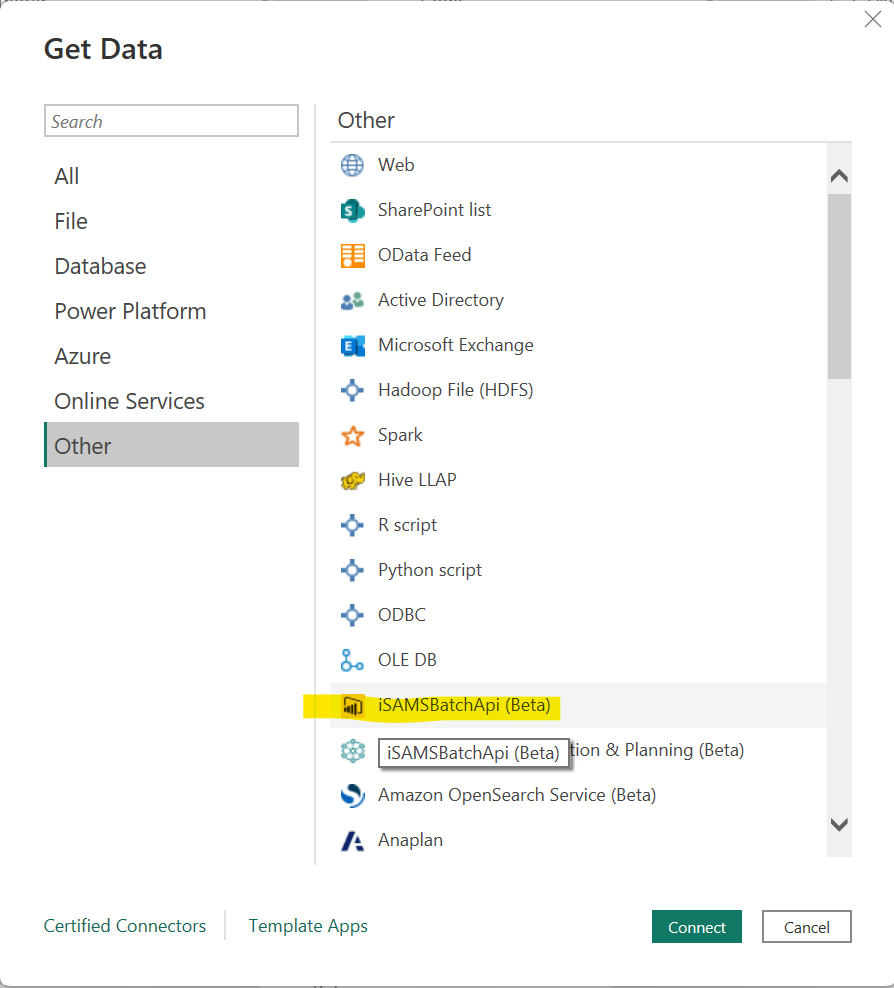 Get Data
Search
All
File
Database
Power Platform
Azure
Online Services
Other
Other
Web
SharePoint list
OData Feed
Active Directory
Microsoft Exchange
Hadoop File (HDFS)
Spark
Hive LLAP
R script
Python script
ODBC
OLE DB
iSAMSBatchApi (Beta)
iSAMSBatchApi (Beta)
& Planning (Beta)
Amazon OpenSearch Service (Beta)
Anaplan
Certified Connectors
Template Apps
Connect
Cancel